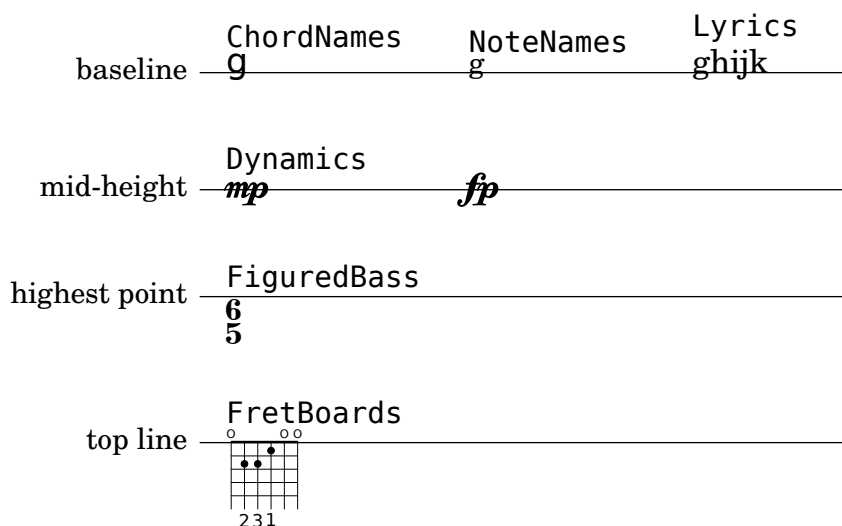 ChordNames NoteNames Lyrics
baseline g g ghijk
Dynamics
mid-height mp fp
FiguredBass
highest point
6
5
FretBoards
o o o
top line
231